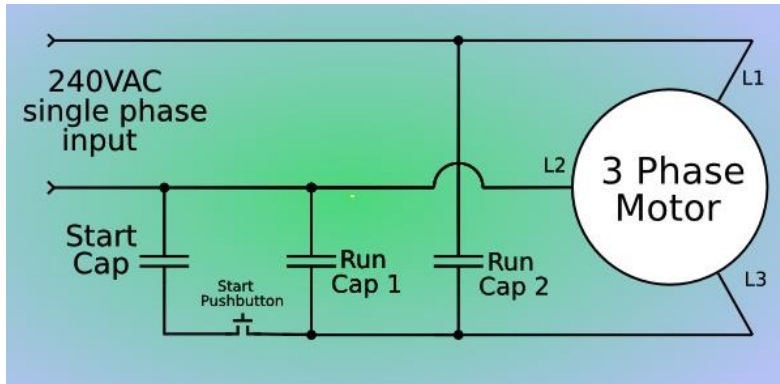 240VAC
single phase
input
L1
L2
3 Phase
Motor
Start
Cap
Start
Pushbutton
Run
Cap 1
Run
Cap 2
L3